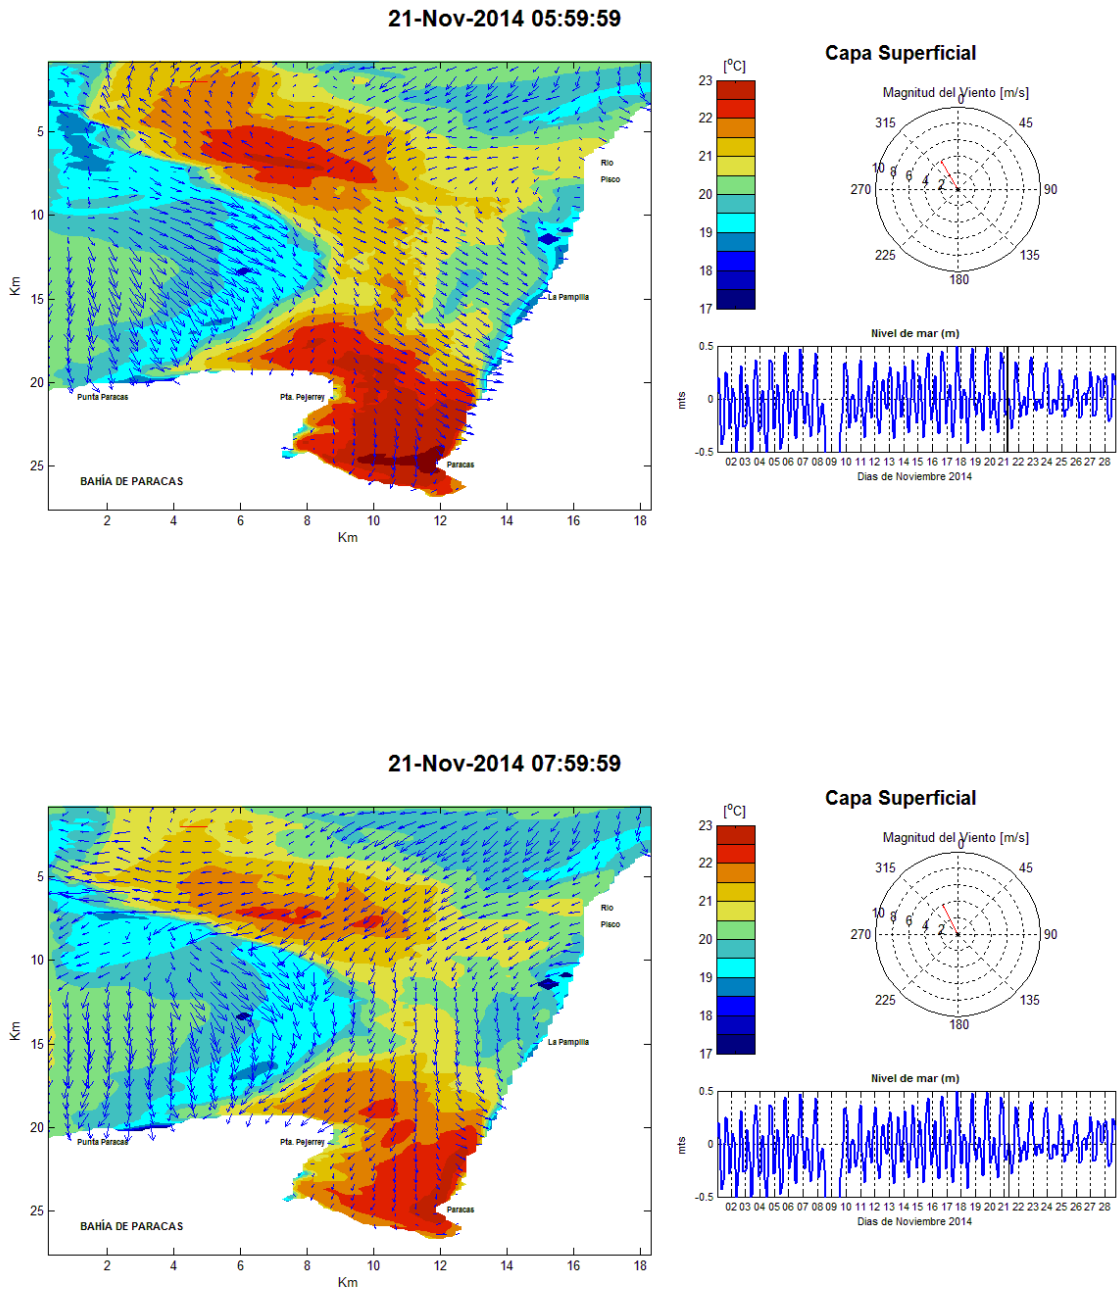 21-Nov-2014 05:59:59
Capa Superficial
[°C]
23
22
21
20
19
18
17
Magnitud del Viento [m/s]
0
45
90
135
180
225
270
315
10 8 6 4 2
5
10
15
20
25
Km
Rio
Pisco
La Pampilla
Punta Paracas
Pta. Pejerrey
Paracas
BAHÍA DE PARACAS
2 4 6 8 10 12 14 16 18
Km
Nivel de mar (m)
0.5
0
-0.5
mts
02 03 04 05 06 07 08 09 10 11 12 13 14 15 16 17 18 19 20 21 22 23 24 25 26 27 28
Dias de Noviembre 2014
21-Nov-2014 07:59:59
Capa Superficial
[°C]
23
22
21
20
19
18
17
Magnitud del Viento [m/s]
0
45
90
135
180
225
270
315
10 8 6 4 2
5
10
15
20
25
Km
Rio
Pisco
La Pampilla
Punta Paracas
Pta. Pejerrey
Paracas
BAHÍA DE PARACAS
2 4 6 8 10 12 14 16 18
Km
Nivel de mar (m)
0.5
0
-0.5
mts
02 03 04 05 06 07 08 09 10 11 12 13 14 15 16 17 18 19 20 21 22 23 24 25 26 27 28
Dias de Noviembre 2014